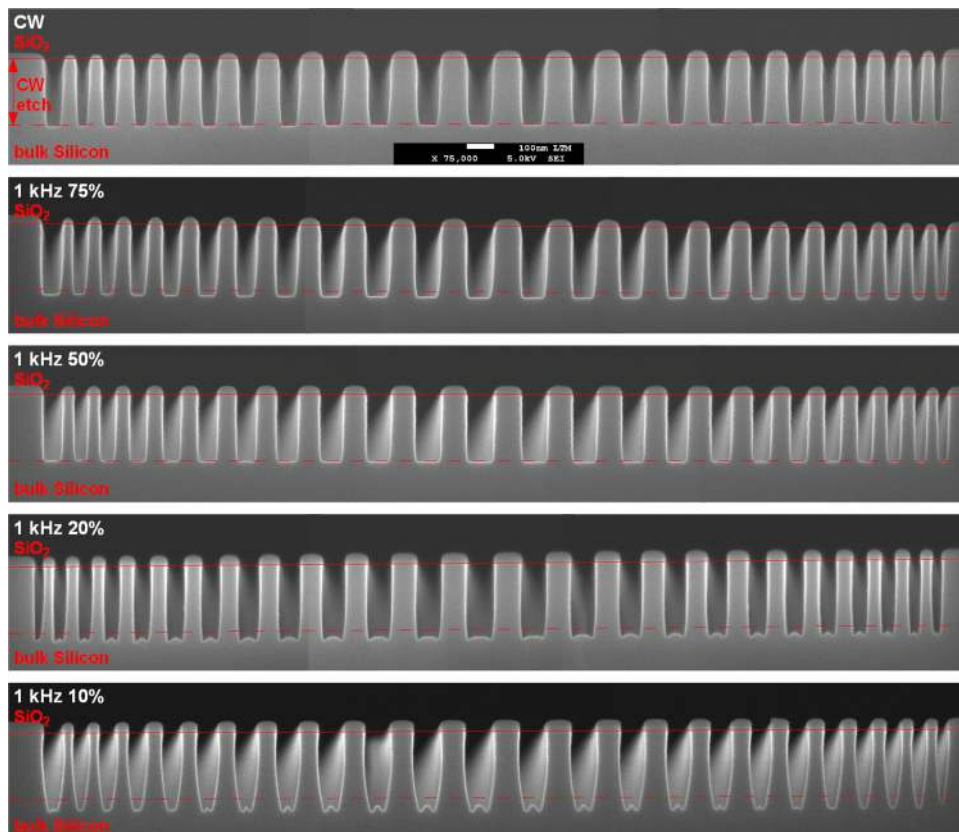 CW
SiO₂
CW
etch
bulk Silicon
100nm LTM
X 75,000 5.0kV SEI
1 kHz 75%
SiO₂
bulk Silicon
1 kHz 50%
SiO₂
bulk Silicon
1 kHz 20%
SiO₂
bulk Silicon
1 kHz 10%
SiO₂
bulk Silicon